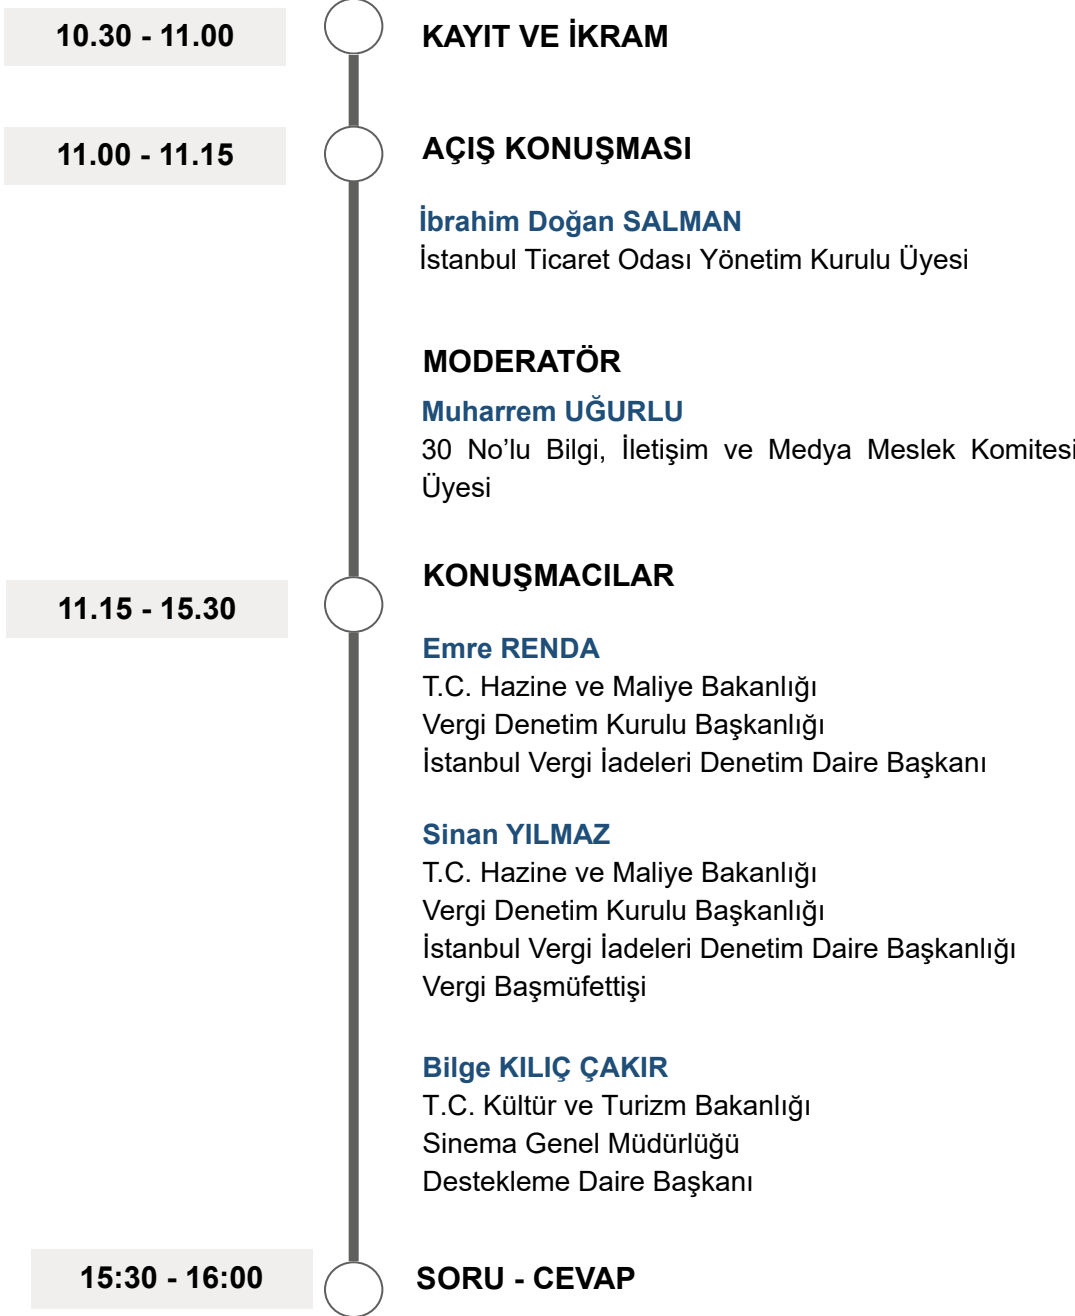 10.30 - 11.00
KAYIT VE İKRAM
11.00 - 11.15
AÇIŞ KONUŞMASI
İbrahim Doğan SALMAN
İstanbul Ticaret Odası Yönetim Kurulu Üyesi
MODERATÖR
Muharrem UĞURLU
30 No’lu Bilgi, İletişim ve Medya Meslek Komitesi
Üyesi
11.15 - 15.30
KONUŞMACILAR
Emre RENDA
T.C. Hazine ve Maliye Bakanlığı
Vergi Denetim Kurulu Başkanlığı
İstanbul Vergi İadeleri Denetim Daire Başkanı
Sinan YILMAZ
T.C. Hazine ve Maliye Bakanlığı
Vergi Denetim Kurulu Başkanlığı
İstanbul Vergi İadeleri Denetim Daire Başkanlığı
Vergi Başmüfettişi
Bilge KILIÇ ÇAKIR
T.C. Kültür ve Turizm Bakanlığı
Sinema Genel Müdürlüğü
Destekleme Daire Başkanı
15:30 - 16:00
SORU - CEVAP